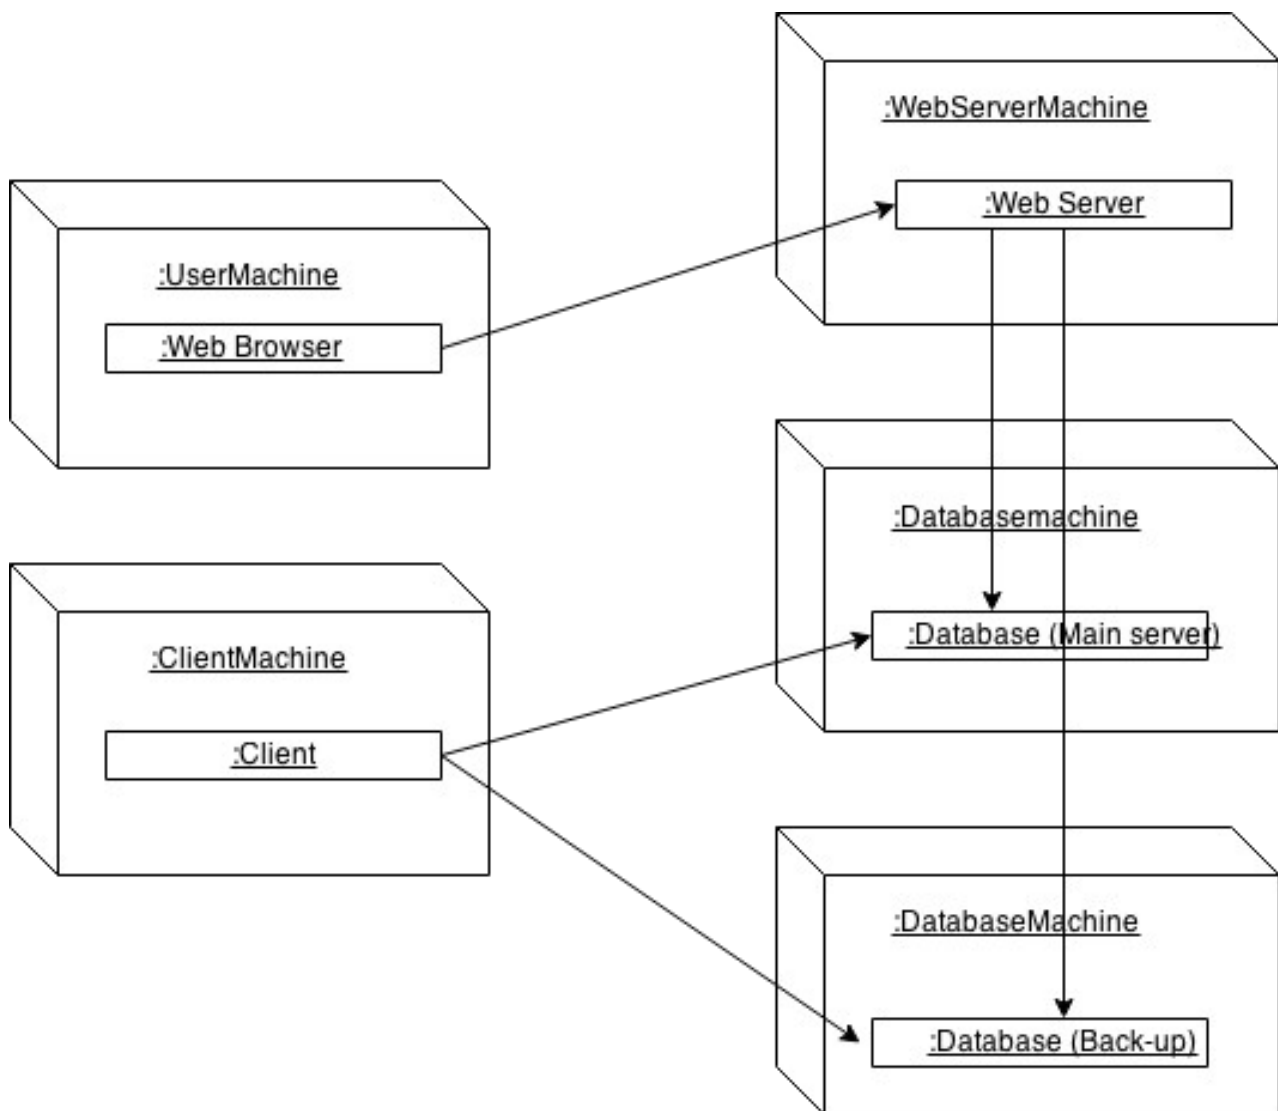 :WebServerMachine
:Web Server
:UserMachine
:Web Browser
:Databasemachine
:Database (Main server)
:ClientMachine
:Client
:DatabaseMachine
:Database (Back-up)